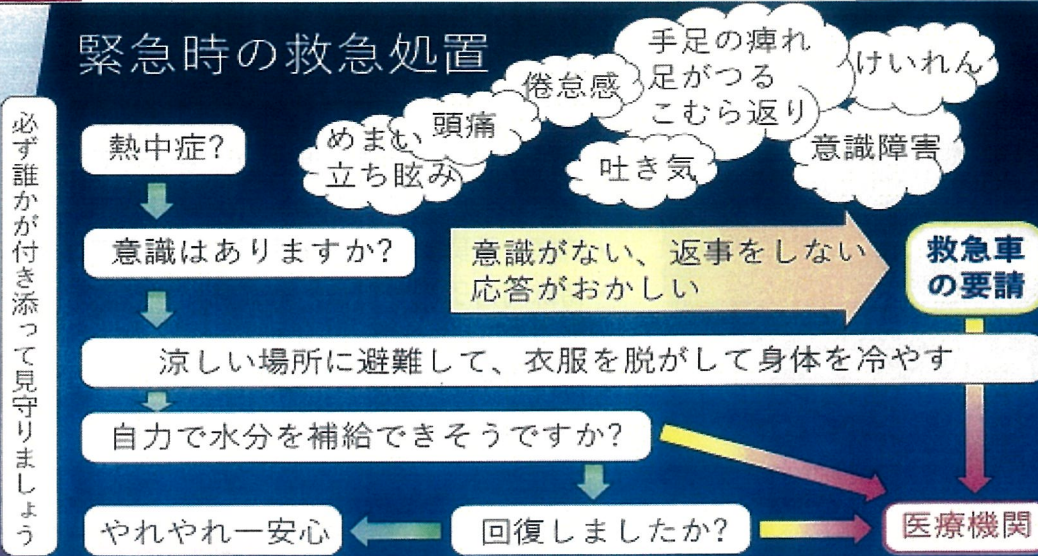 緊急時の救急処置
必ず誰かが付き添って見守りましょう
熱中症?
めまい
立ち眩み
頭痛
倦怠感
手足の痺れ
足がつる
こむら返り
吐き気
けいれん
意識障害
意識はありますか?
意識がない、返事をしない
応答がおかしい
救急車
の要請
涼しい場所に避難して、衣服を脱がして身体を冷やす
自力で水分を補給できそうですか?
やれやれ一安心
回復しましたか?
医療機関